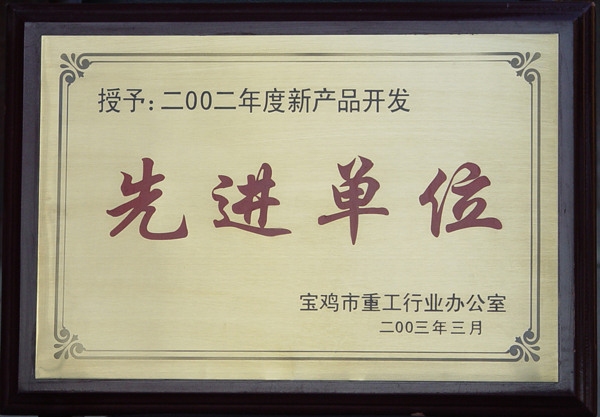 授予：二00二年度新产品开发
先进单位
宝鸡市重工行业办公室
二00三年三月